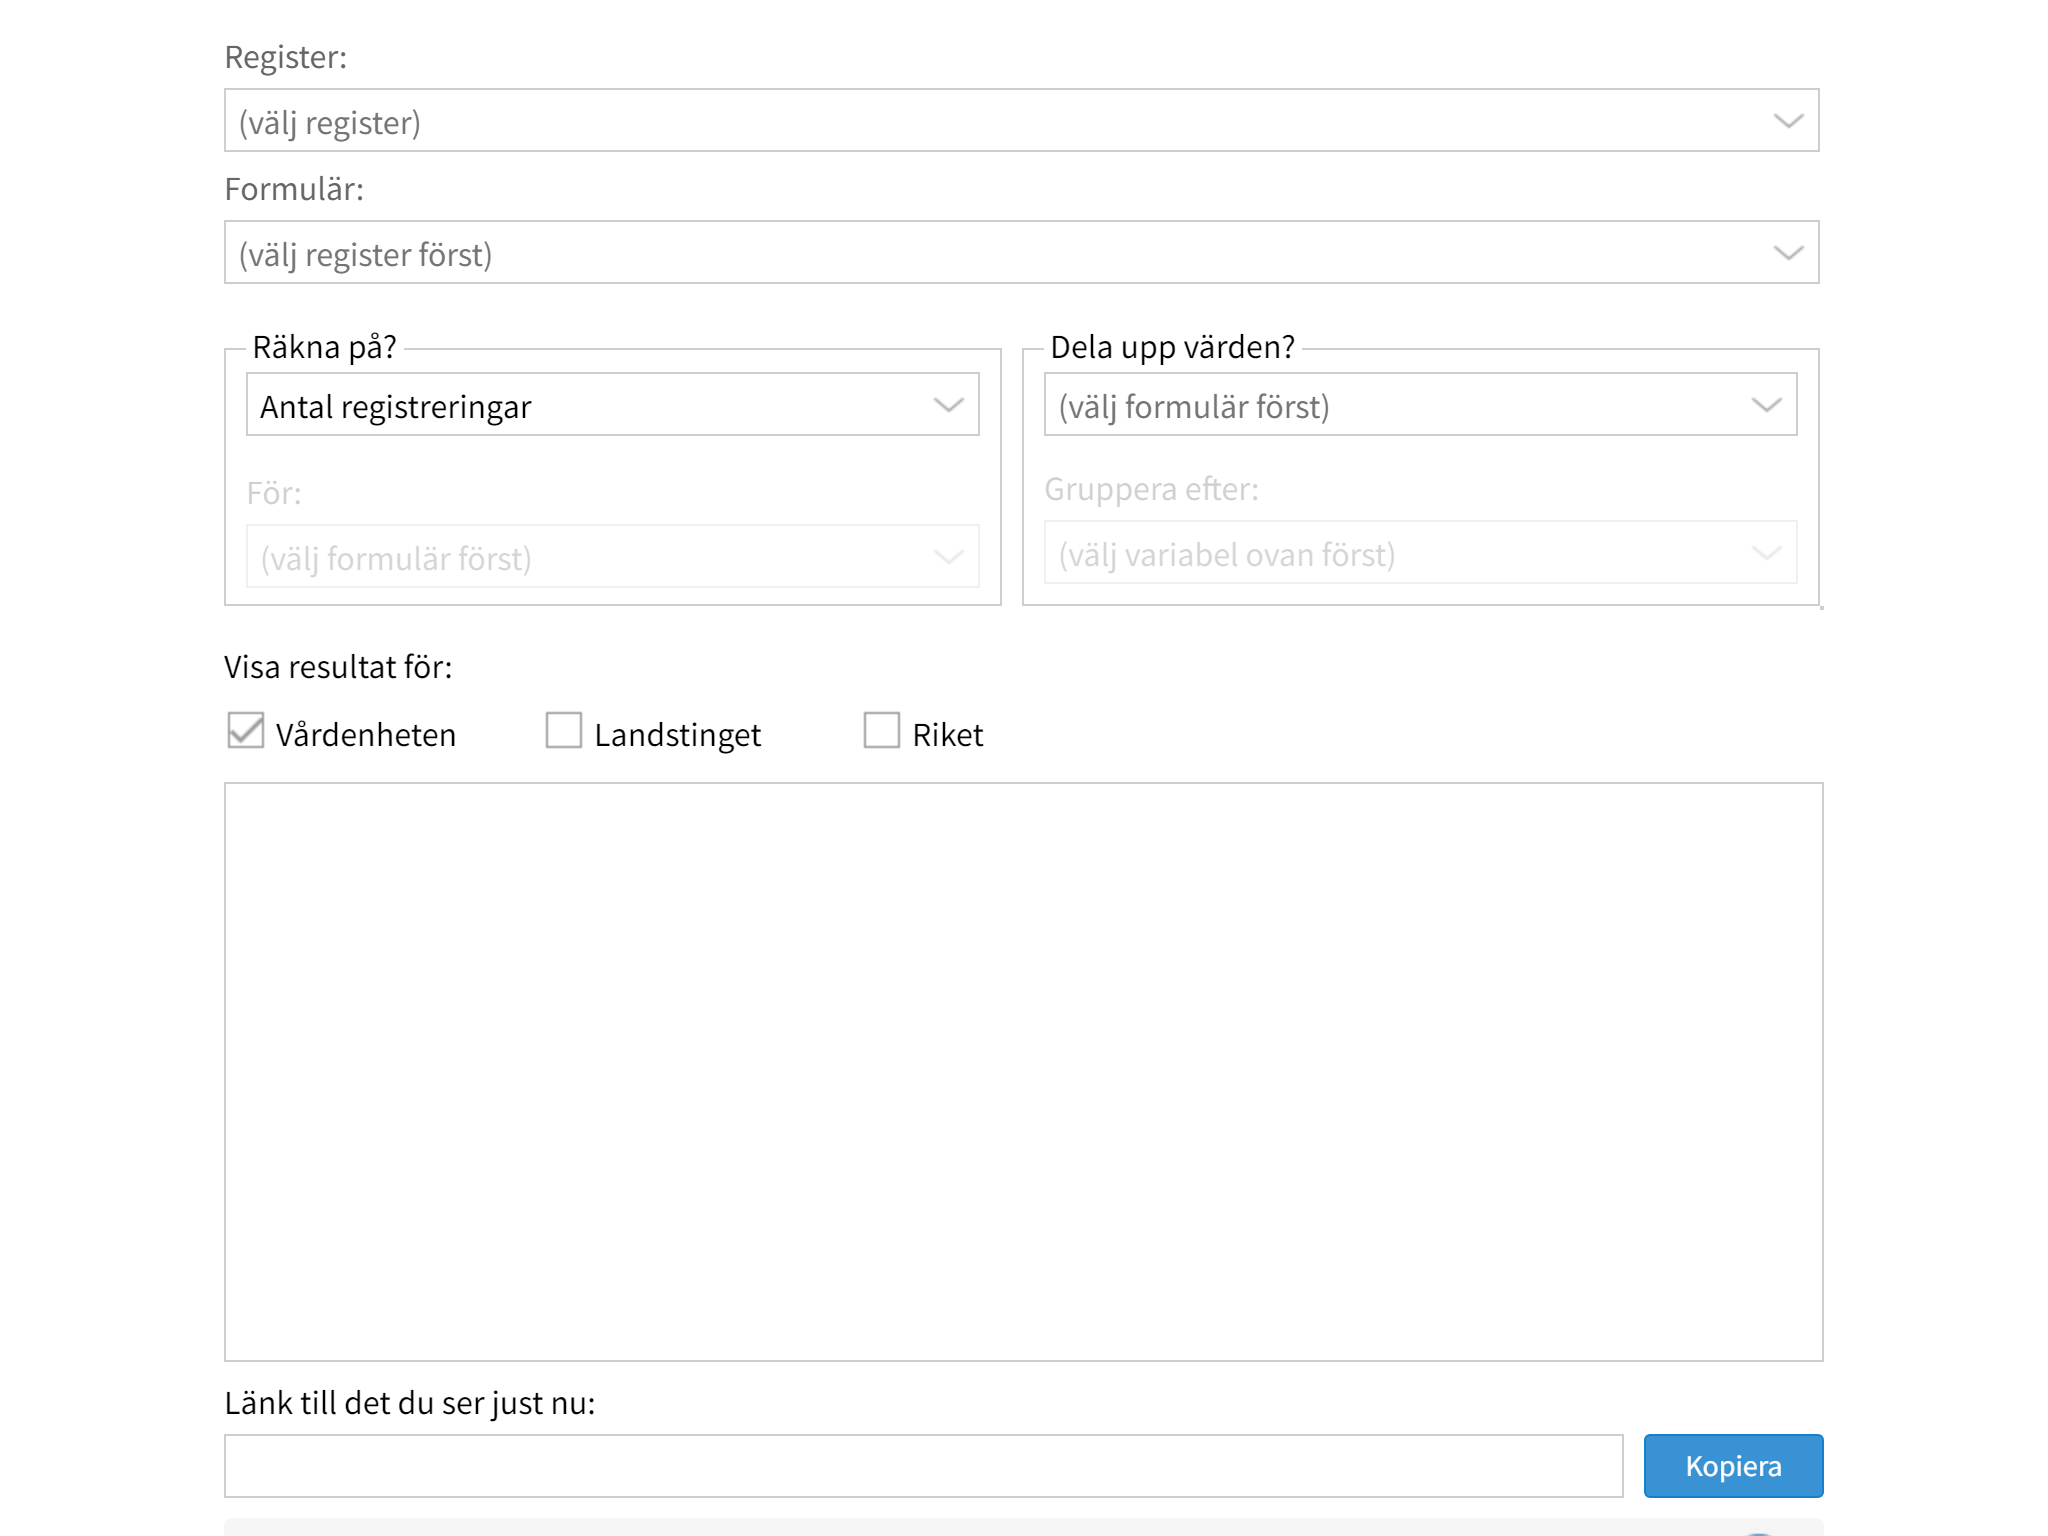 Register:
(välj register)
Formulär:
(välj register först)
Räkna på?
Antal registreringar
För:
(välj formulär först)
Dela upp värden?
(välj formulär först)
Gruppera efter:
(välj variabel ovan först)
Visa resultat för:
Vårdenheten Landstinget Riket
Länk till det du ser just nu:
Kopiera